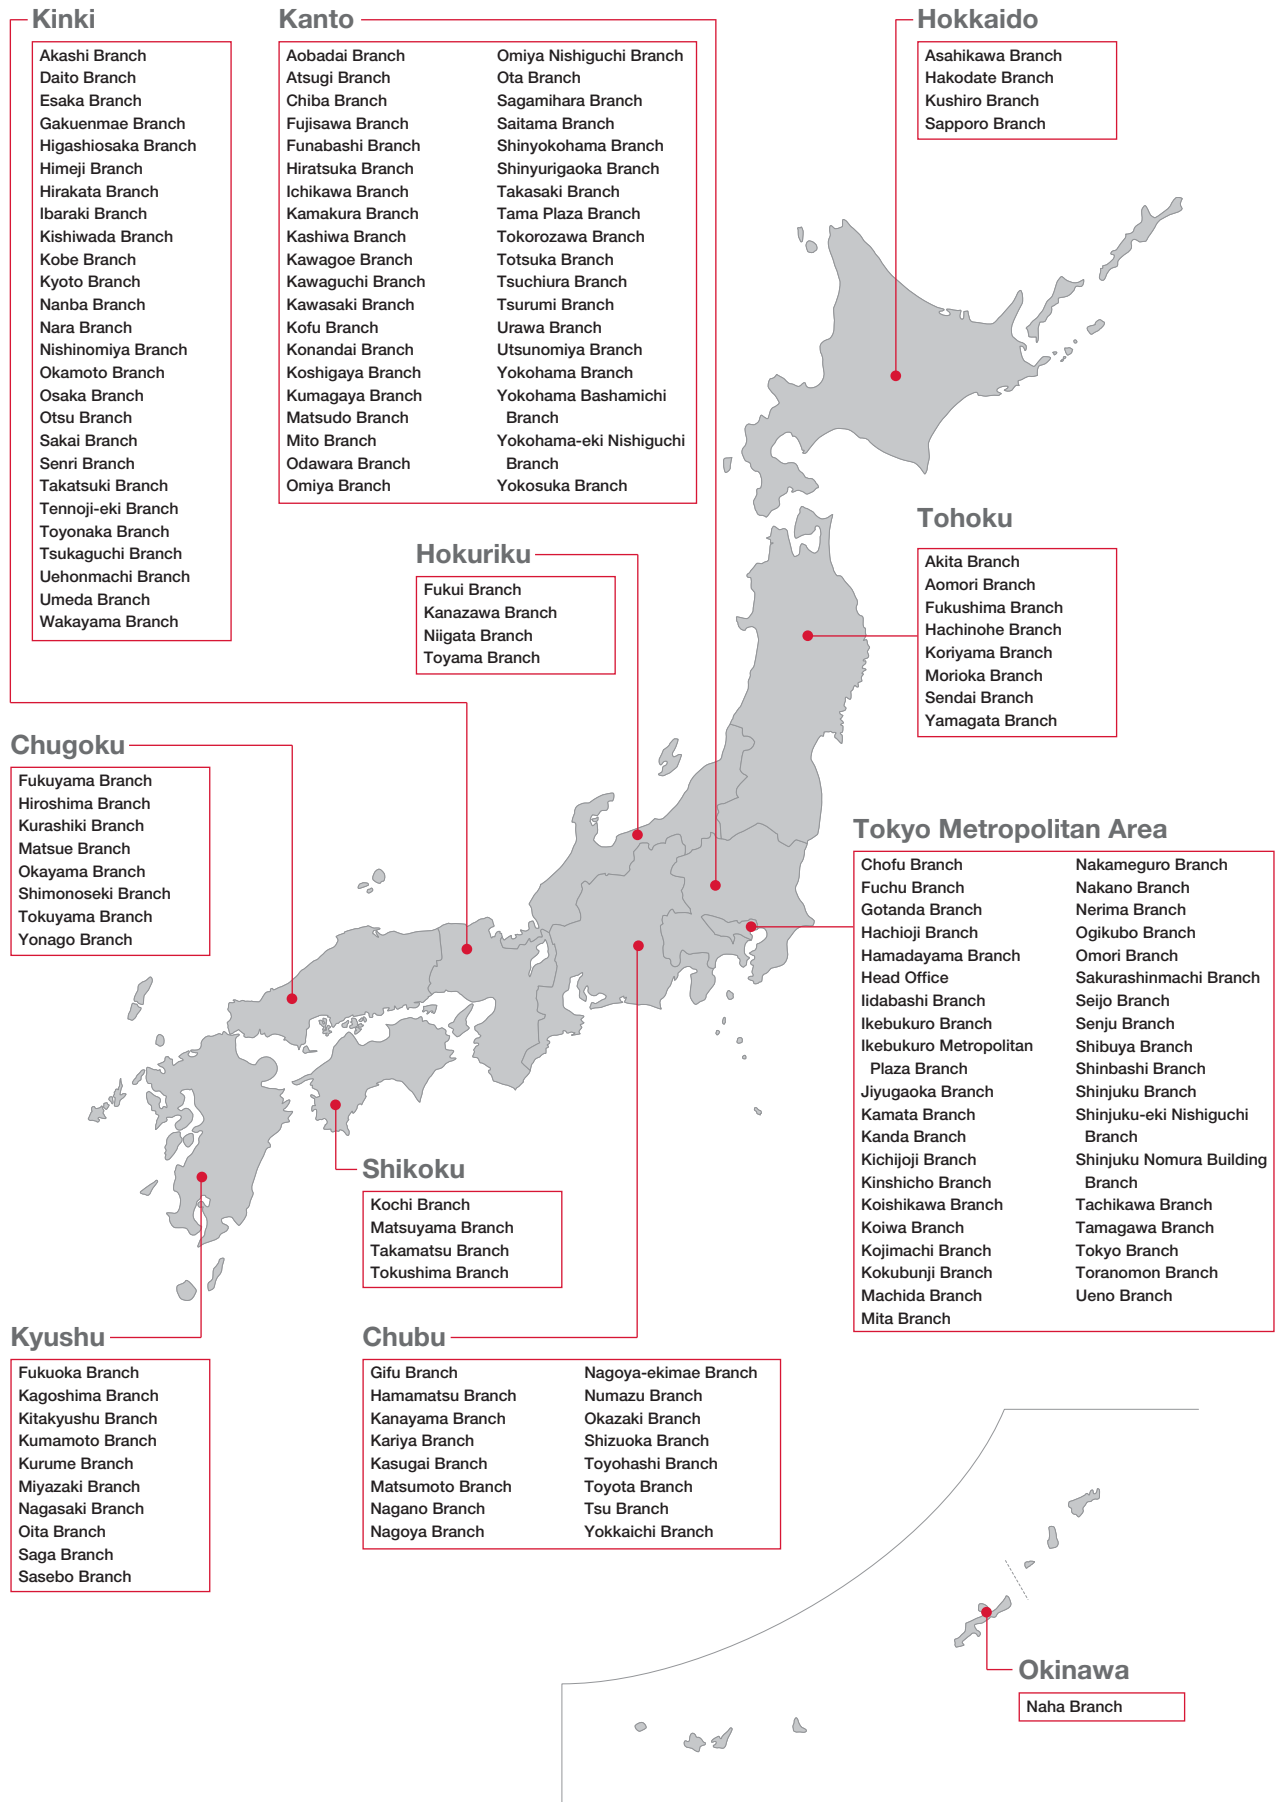 Kinki
Akashi Branch
Daito Branch
Esaka Branch
Gakuenmae Branch
Higashiosaka Branch
Himeji Branch
Hirakata Branch
Ibaraki Branch
Kishiwada Branch
Kobe Branch
Kyoto Branch
Nanba Branch
Nara Branch
Nishinomiya Branch
Okamoto Branch
Osaka Branch
Otsu Branch
Sakai Branch
Senri Branch
Takatsuki Branch
Tennoji-eki Branch
Toyonaka Branch
Tsukaguchi Branch
Uehonmachi Branch
Umeda Branch
Wakayama Branch
Kanto
Aobadai Branch
Atsugi Branch
Chiba Branch
Fujisawa Branch
Funabashi Branch
Hiratsuka Branch
Ichikawa Branch
Kamakura Branch
Kashiwa Branch
Kawagoe Branch
Kawaguchi Branch
Kawasaki Branch
Kofu Branch
Konandai Branch
Koshigaya Branch
Kumagaya Branch
Matsudo Branch
Mito Branch
Odawara Branch
Omiya Branch
Omiya Nishiguchi Branch
Ota Branch
Sagamihara Branch
Saitama Branch
Shinyokohama Branch
Shinyurigaoka Branch
Takasaki Branch
Tama Plaza Branch
Tokorozawa Branch
Totsuka Branch
Tsuchiura Branch
Tsurumi Branch
Urawa Branch
Utsunomiya Branch
Yokohama Branch
Yokohama Bashamichi
Branch
Yokohama-eki Nishiguchi
Branch
Yokosuka Branch
Hokkaido
Asahikawa Branch
Hakodate Branch
Kushiro Branch
Sapporo Branch
Hokuriku
Fukui Branch
Kanazawa Branch
Niigata Branch
Toyama Branch
Tohoku
Akita Branch
Aomori Branch
Fukushima Branch
Hachinohe Branch
Koriyama Branch
Morioka Branch
Sendai Branch
Yamagata Branch
Chugoku
Fukuyama Branch
Hiroshima Branch
Kurashiki Branch
Matsue Branch
Okayama Branch
Shimonoseki Branch
Tokuyama Branch
Yonago Branch
Tokyo Metropolitan Area
Chofu Branch
Fuchu Branch
Gotanda Branch
Hachioji Branch
Hamadayama Branch
Head Office
Iidabashi Branch
Ikebukuro Branch
Ikebukuro Metropolitan
Plaza Branch
Jiyugaoka Branch
Kamata Branch
Kanda Branch
Kichijoji Branch
Kinshicho Branch
Koishikawa Branch
Koiwa Branch
Kojimachi Branch
Kokubunji Branch
Machida Branch
Mita Branch
Nakameguro Branch
Nakano Branch
Nerima Branch
Ogikubo Branch
Omori Branch
Sakurashinmachi Branch
Seijo Branch
Senju Branch
Shibuya Branch
Shinbashi Branch
Shinjuku Branch
Shinjuku-eki Nishiguchi
Branch
Shinjuku Nomura Building
Branch
Tachikawa Branch
Tamagawa Branch
Tokyo Branch
Toranomon Branch
Ueno Branch
Shikoku
Kochi Branch
Matsuyama Branch
Takamatsu Branch
Tokushima Branch
Kyushu
Fukuoka Branch
Kagoshima Branch
Kitakyushu Branch
Kumamoto Branch
Kurume Branch
Miyazaki Branch
Nagasaki Branch
Oita Branch
Saga Branch
Sasebo Branch
Chubu
Gifu Branch
Hamamatsu Branch
Kanayama Branch
Kariya Branch
Kasugai Branch
Matsumoto Branch
Nagano Branch
Nagoya Branch
Nagoya-ekimae Branch
Numazu Branch
Okazaki Branch
Shizuoka Branch
Toyohashi Branch
Toyota Branch
Tsu Branch
Yokkaichi Branch
Okinawa
Naha Branch